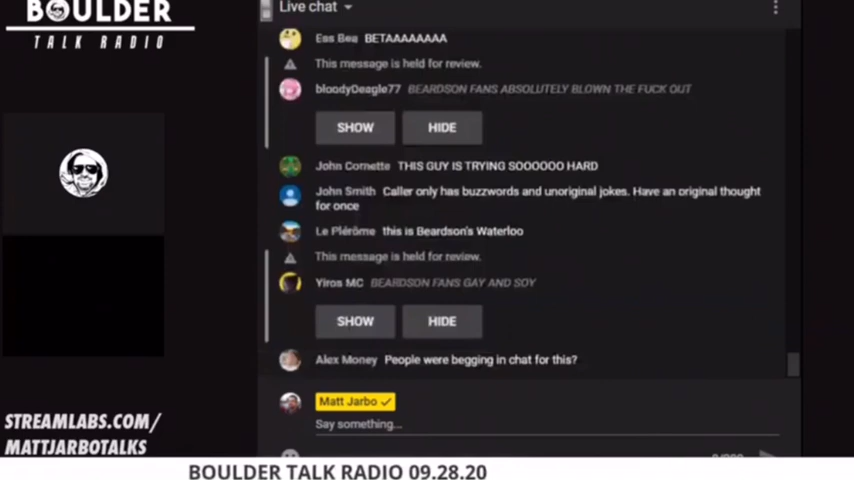 BOULDER
TALK RADIO
Live chat
Ess Bea BETAAAAAAAA
This message is held for review.
bloodyDeagle77 BEARDSON FANS ABSOLUTELY BLOWN THE FUCK OUT
SHOW HIDE
John Cornette THIS GUY IS TRYING SOOOOOO HARD
John Smith Caller only has buzzwords and unoriginal jokes. Have an original thought
for once
Le Plérôme this is Beardson's Waterloo
This message is held for review.
Yiros MC BEARDSON FANS GAY AND SOY
SHOW HIDE
Alex Money People were begging in chat for this?
Matt Jarbo
Say something...
STREAMLABS.COM/
MATTJARBOTALKS
BOULDER TALK RADIO 09.28.20